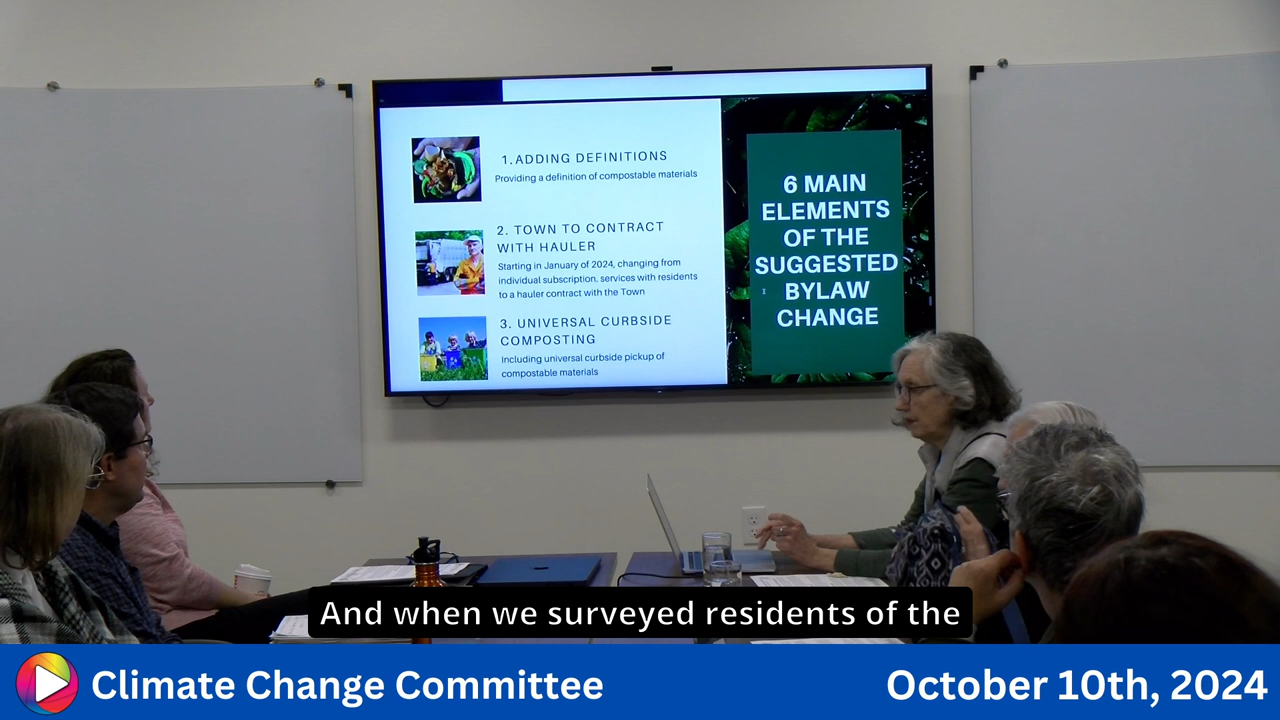 1. ADDING DEFINITIONS
Providing a definition of compostable materials
2. TOWN TO CONTRACT
WITH HAULER
Starting in January of 2024, changing from
individual subscription, services with residents
to a hauler contract with the Town
3. UNIVERSAL CURBSIDE
COMPOSTING
Including universal curbside pickup of
compostable materials
6 MAIN
ELEMENTS
OF THE
SUGGESTED
BYLAW
CHANGE
And when we surveyed residents of the
Climate Change Committee
October 10th, 2024